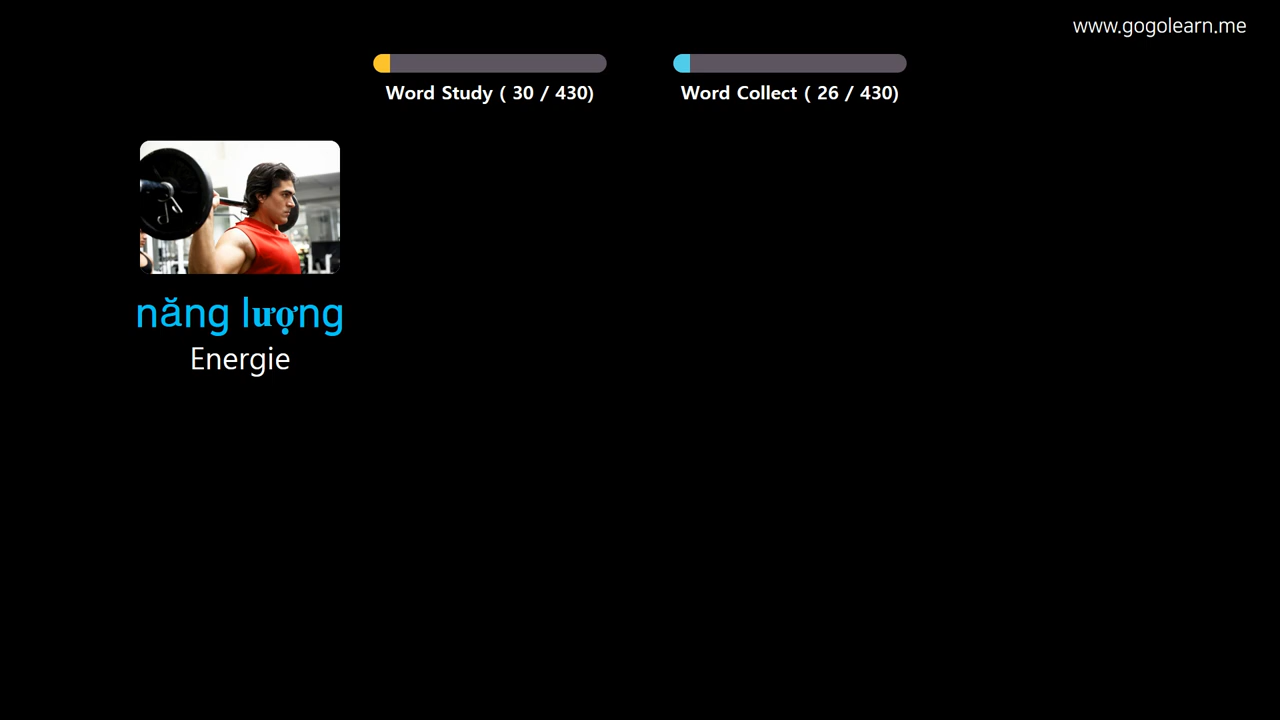 www.gogolearn.me
Word Study ( 30 / 430)
Word Collect ( 26 / 430)
năng lượng
Energie